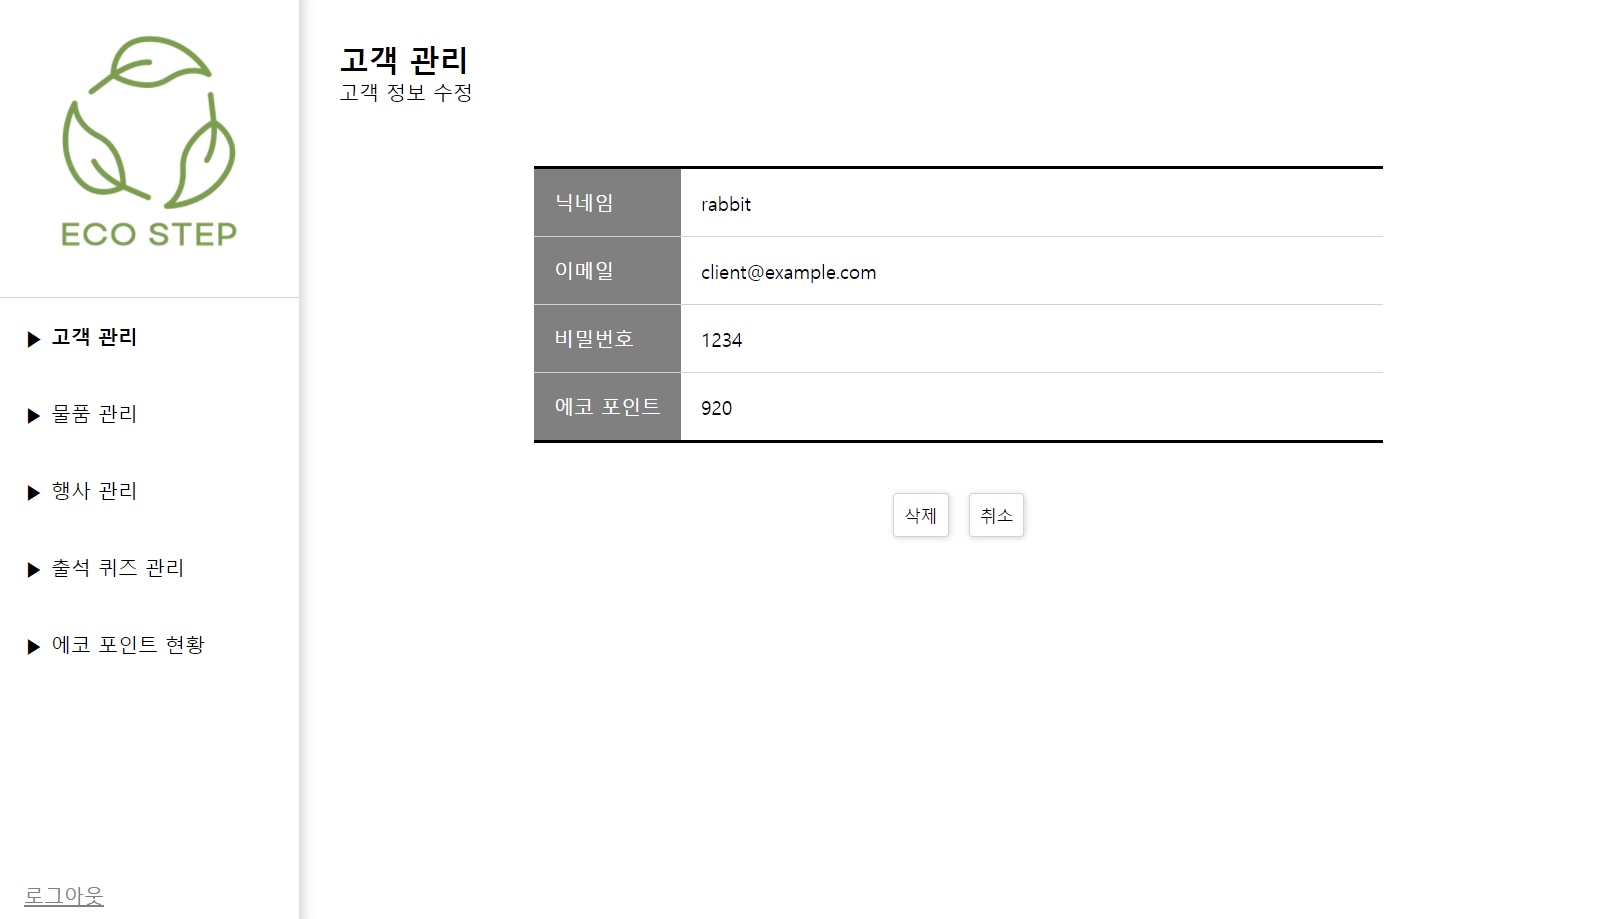 ECO STEP
▶ 고객 관리
▶ 물품 관리
▶ 행사 관리
▶ 출석 퀴즈 관리
▶ 에코 포인트 현황
로그아웃
고객 관리
고객 정보 수정
닉네임 rabbit
이메일 client@example.com
비밀번호 1234
에코 포인트 920
삭제 취소